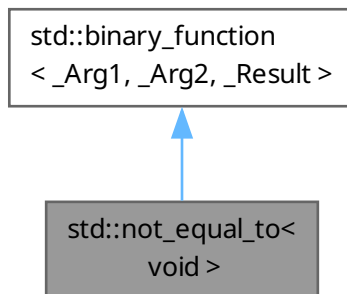 std::binary_function
< _Arg1, _Arg2, _Result >
std::not_equal_to<
void >